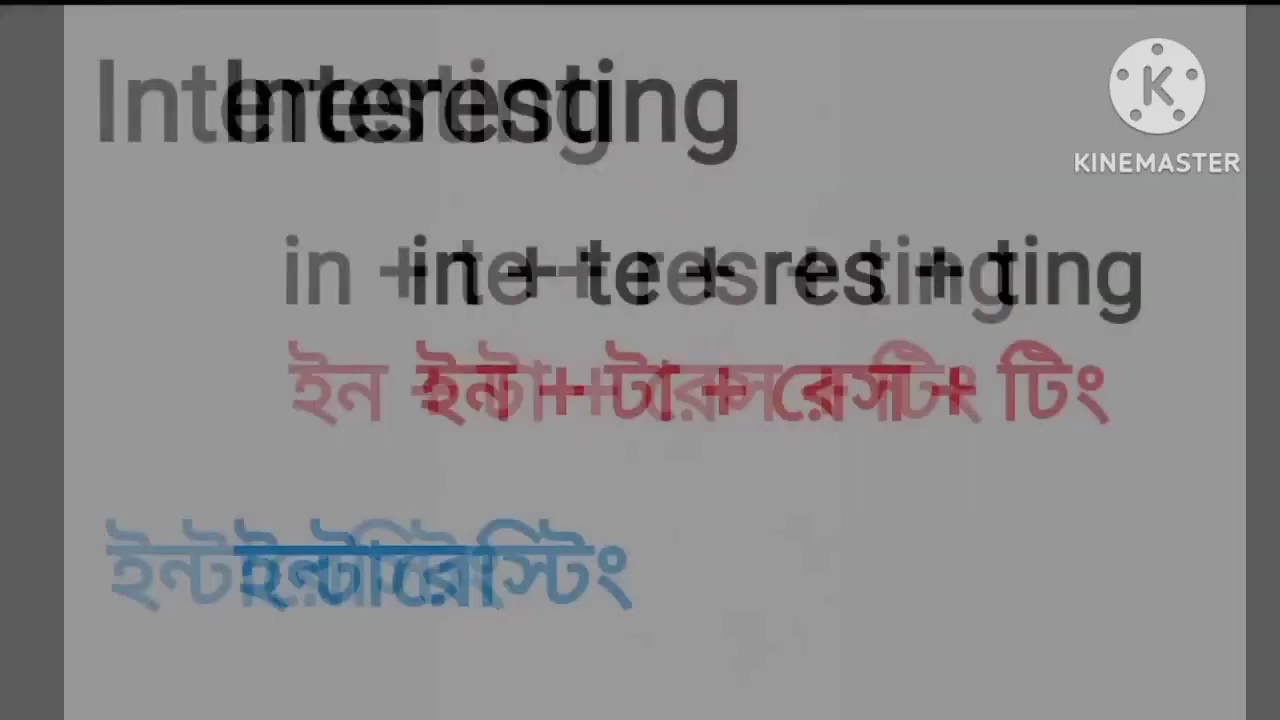 Interesting
KINEMASTER
in + te + res + ting
ইন + টা + রেস + টিং
ইন্টারেস্টিং